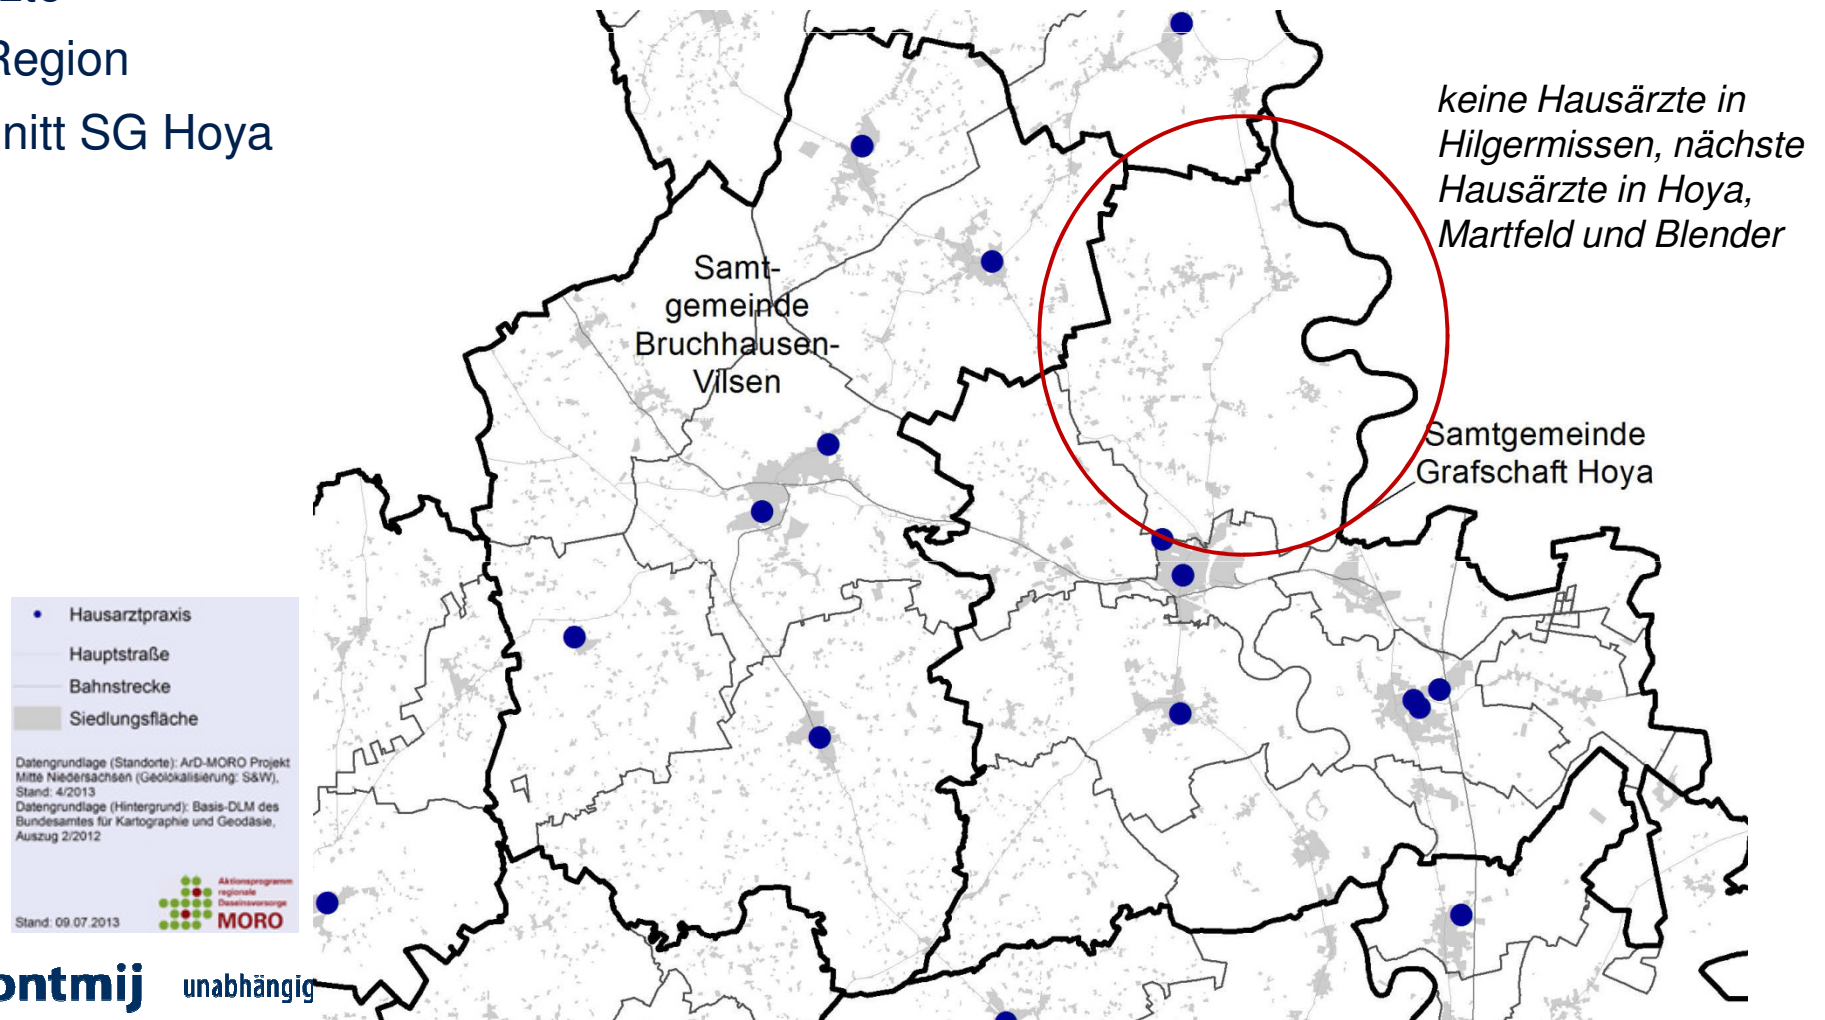 Region
nitt SG Hoya
keine Hausärzte in
Hilgermissen, nächste
Hausärzte in Hoya,
Martfeld und Blender
Samt-
gemeinde
Bruchhausen-
Vilsen
Samtgemeinde
Grafschaft Hoya
Hausarztpraxis
Hauptstraße
Bahnstrecke
Siedlungsfläche
Datengrundlage (Standorte): ArD-MORO Projekt
Mitte Niedersachsen (Geolokalisierung: S&W),
Stand: 4/2013
Datengrundlage (Hintergrund): Basis-DLM des
Bundesamtes für Kartographie und Geodäsie,
Auszug 2/2012
Aktionsprogramm
regionale
Daseinsvorsorge
MORO
Stand: 09.07.2013
ontmij
unabhängig